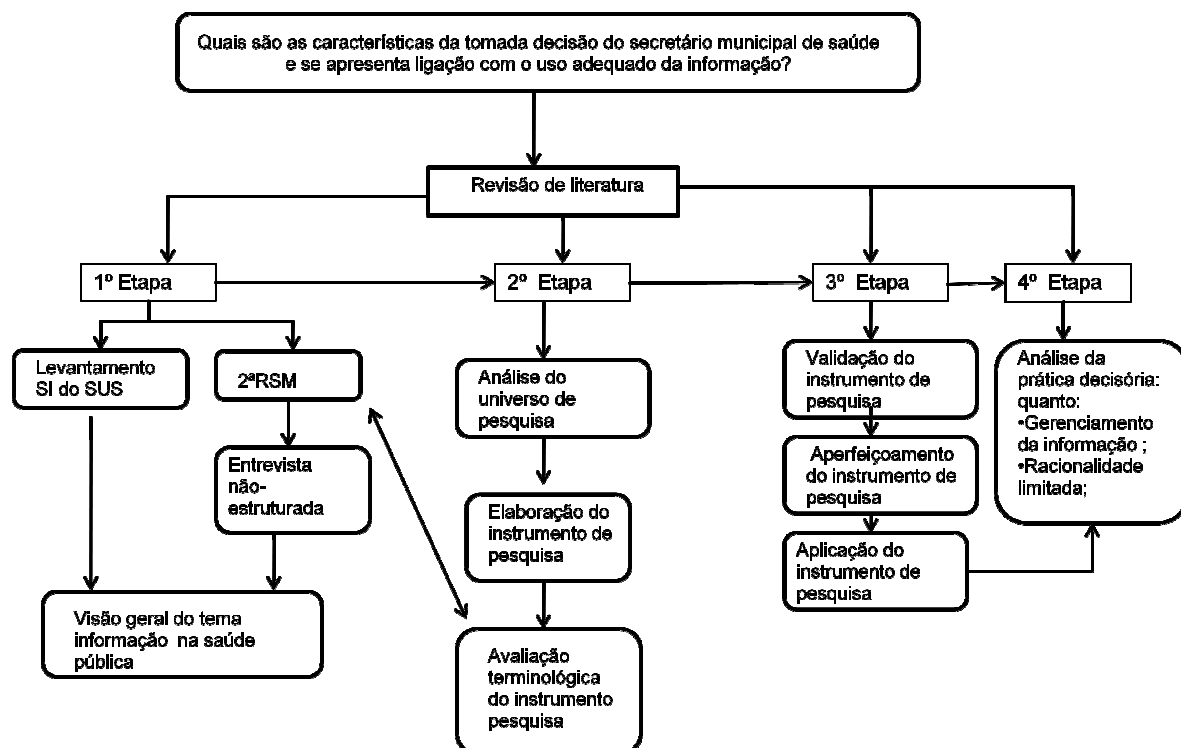 Quais são as características da tomada decisão do secretário municipal de saúde
e se apresenta ligação com o uso adequado da informação?
Revisão de literatura
1º Etapa
2º Etapa
3º Etapa
4º Etapa
Levantamento
SI do SUS
2ªRSM
Entrevista
não-
estruturada
Visão geral do tema
informação na saúde
pública
Análise do
universo de
pesquisa
Elaboração do
instrumento de
pesquisa
Avaliação
terminológica
do instrumento
pesquisa
Validação do
instrumento de
pesquisa
Aperfeiçoamento
do instrumento de
pesquisa
Aplicação do
instrumento de
pesquisa
Análise da
prática decisória:
quanto:
•Gerenciamento
da informação ;
•Racionalidade
limitada;